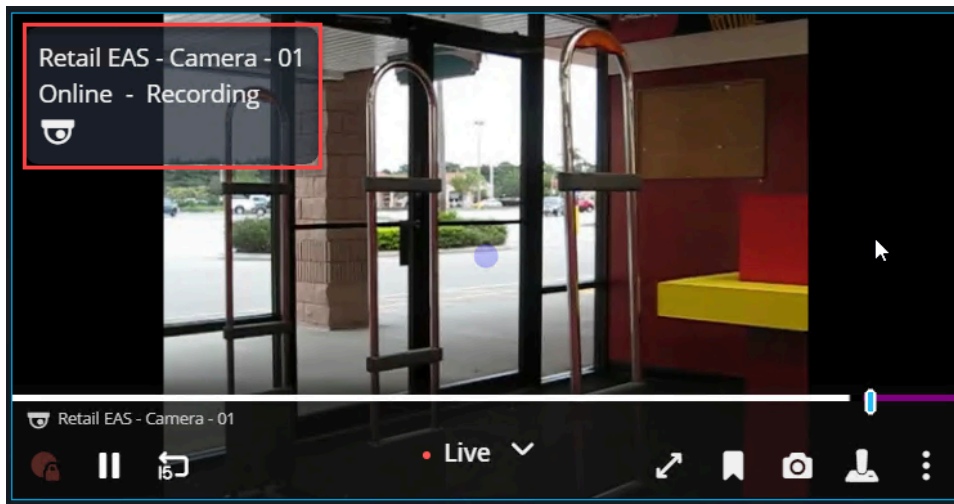 Retail EAS - Camera - 01
Online - Recording
Retail EAS - Camera - 01
15
Live